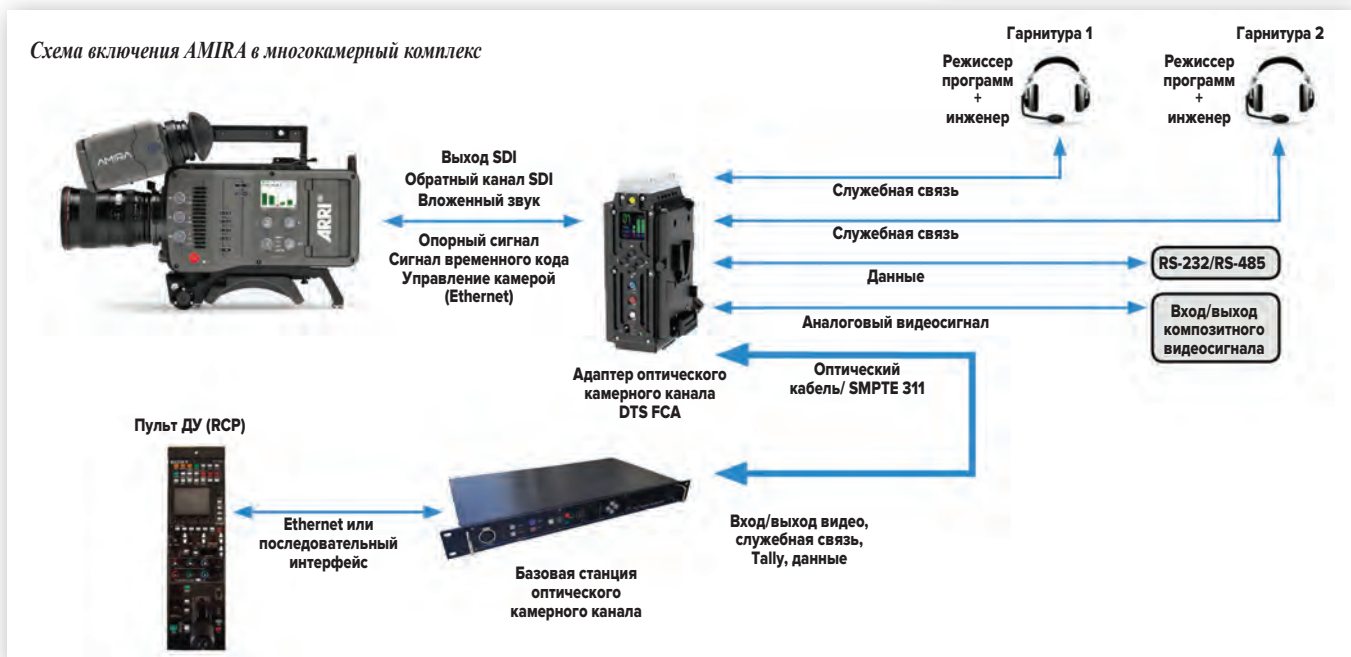 Схема включения AMIRA в многокамерный комплекс
Гарнитура 1
Режиссер
программ
+
инженер
Гарнитура 2
Режиссер
программ
+
инженер
AMIRA
ARRI
Выход SDI
Обратный канал SDI
Вложенный звук
Опорный сигнал
Сигнал временного кода
Управление камерой
(Ethernet)
Служебная связь
Служебная связь
Данные
RS-232/RS-485
Аналоговый видеосигнал
Вход/выход
композитного
видеосигнала
Адаптер оптического
камерного канала
DTS FCA
Оптический
кабель/ SMPTE 311
Пульт ДУ (RCP)
Ethernet или
последовательный
интерфейс
Базовая станция
оптического
камерного канала
Вход/выход видео,
служебная связь,
Tally, данные